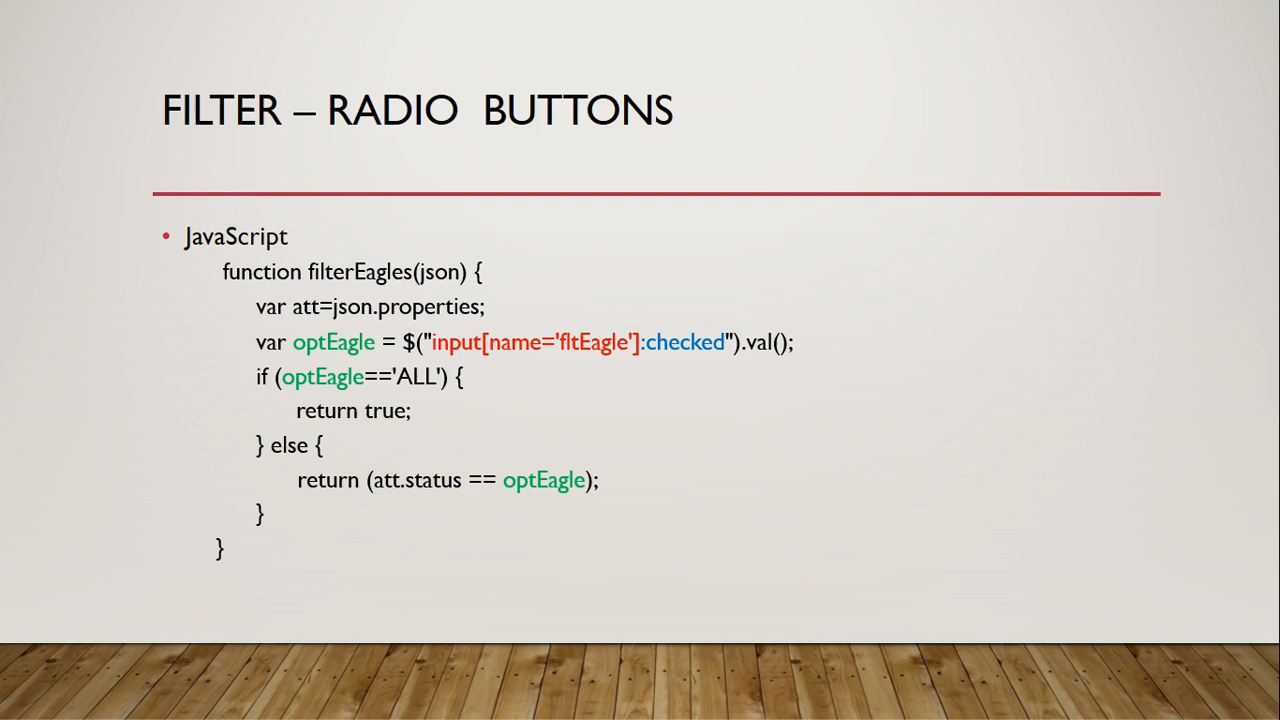 FILTER – RADIO BUTTONS
• JavaScript
function filterEagles(json) {
var att=json.properties;
var optEagle = $("input[name='fltEagle']:checked").val();
if (optEagle=='ALL') {
return true;
} else {
return (att.status == optEagle);
}
}